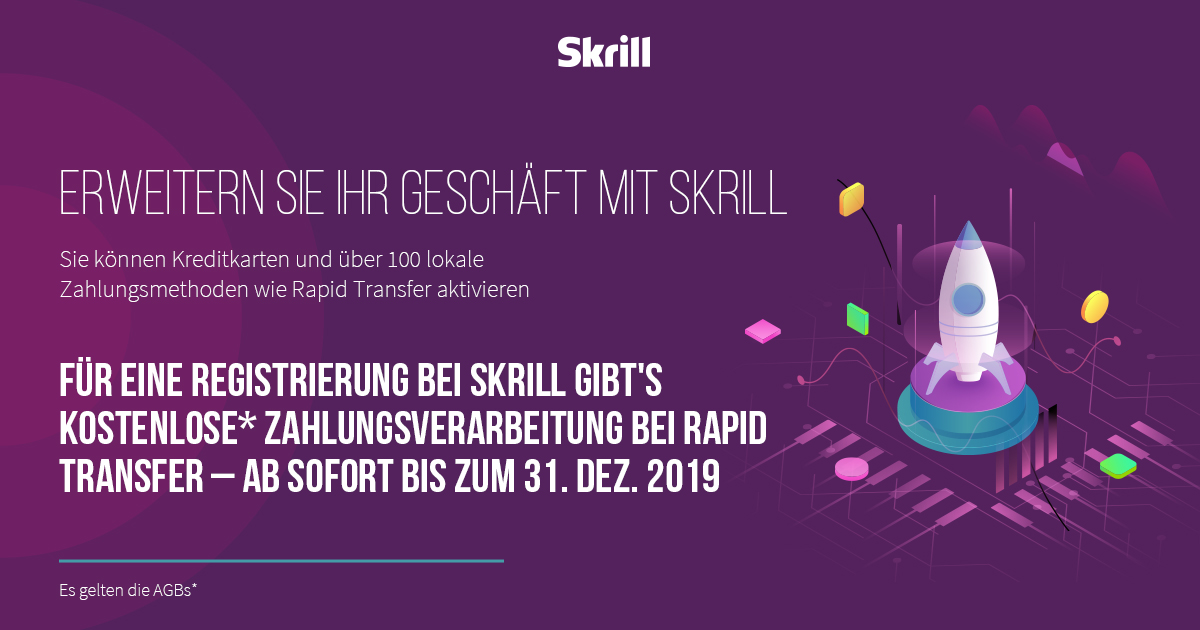 Skrill
ERWEITERN SIE IHR GESCHÄFT MIT SKRILL
Sie können Kreditkarten und über 100 lokale
Zahlungsmethoden wie Rapid Transfer aktivieren
FÜR EINE REGISTRIERUNG BEI SKRILL GIBT'S
KOSTENLOSE* ZAHLUNGSVERARBEITUNG BEI RAPID
TRANSFER – AB SOFORT BIS ZUM 31. DEZ. 2019
Es gelten die AGBs*